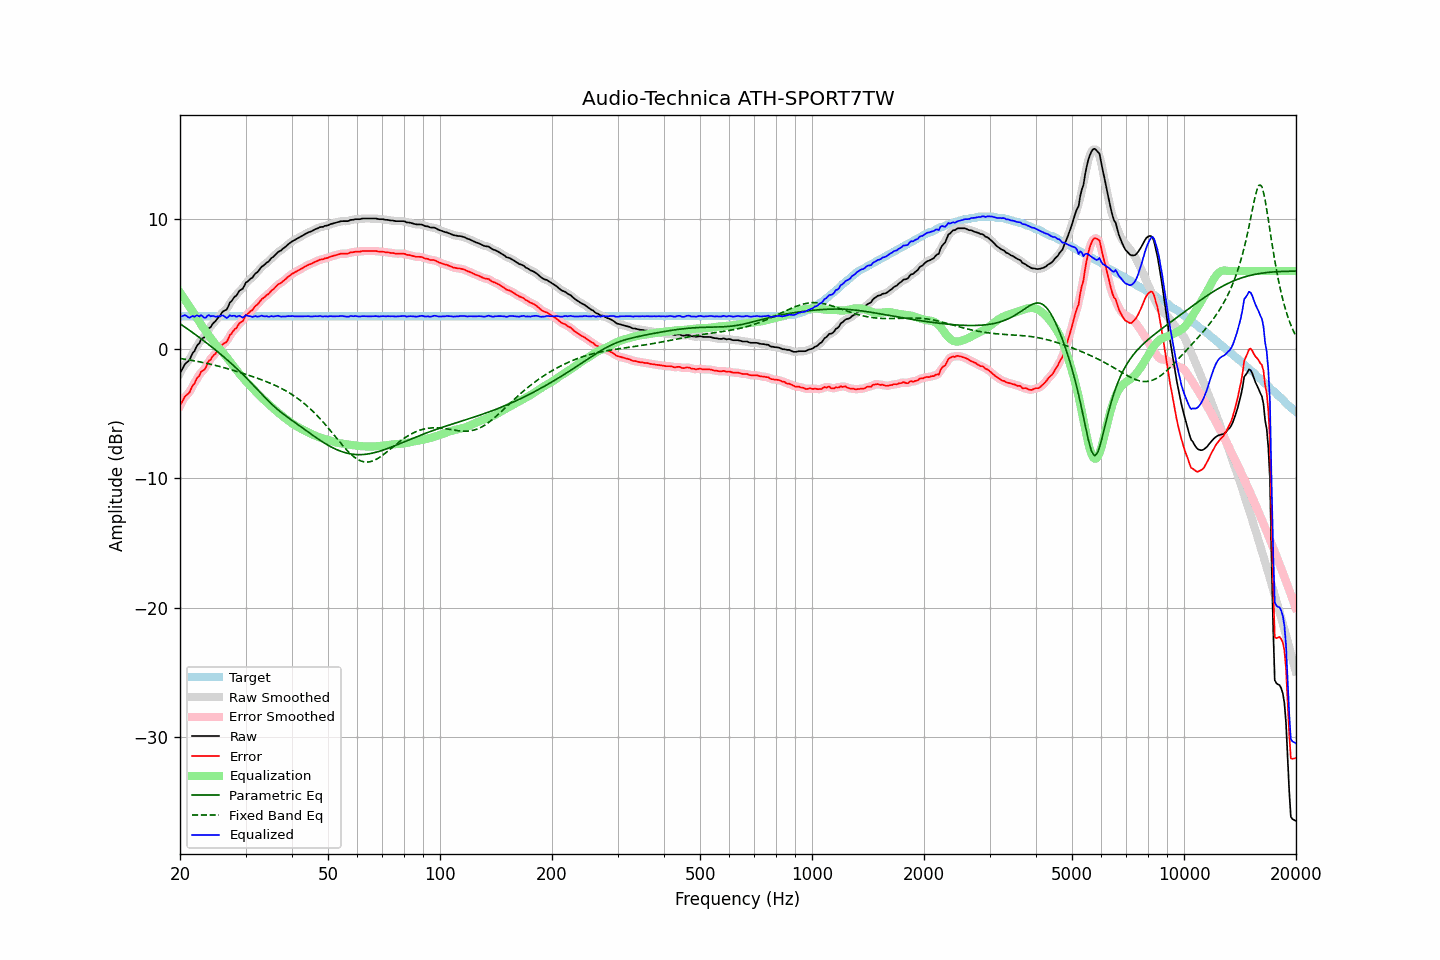 Audio-Technica ATH-SPORT7TW
Amplitude (dBr)
10
0
−10
−20
−30
Target
Raw Smoothed
Error Smoothed
Raw
Error
Equalization
Parametric Eq
Fixed Band Eq
Equalized
20 50 100 200 500 1000 2000 5000 10000 20000
Frequency (Hz)